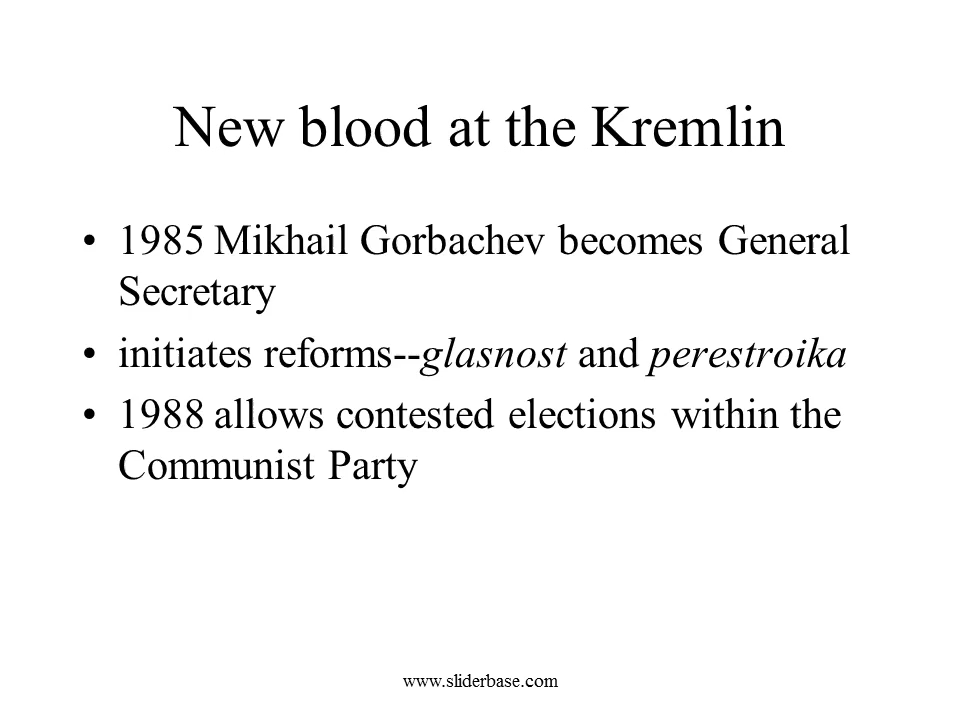 New blood at the Kremlin
• 1985 Mikhail Gorbachev becomes General
Secretary
• initiates reforms--glasnost and perestroika
• 1988 allows contested elections within the
Communist Party
www.sliderbase.com